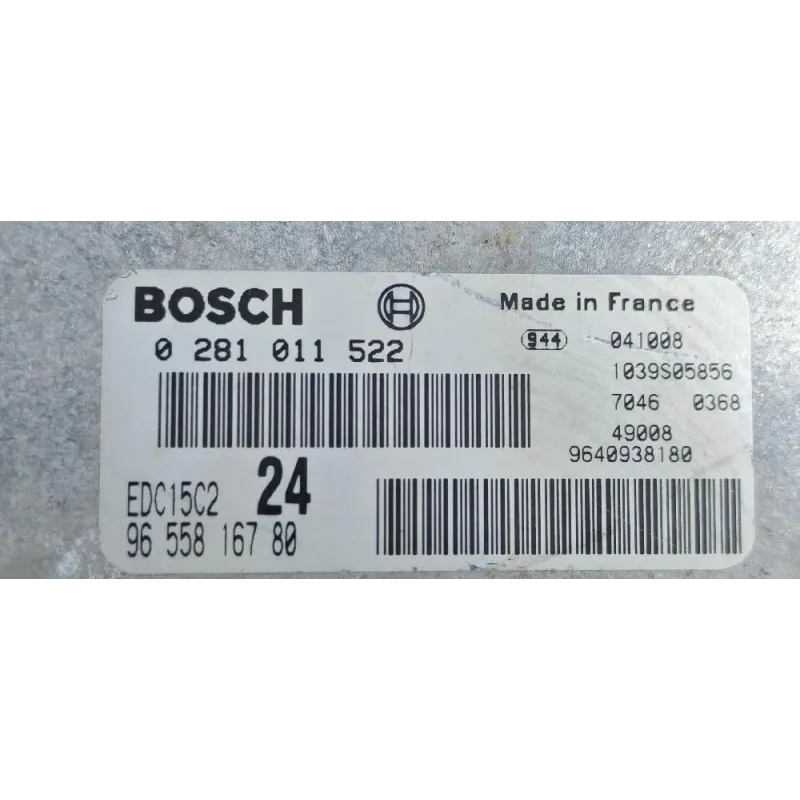 BOSCH Made in France
0 281 011 522 944 041008
1039S05856
7046 0368
49008
9640938180
EDC15C2 24
96 558 167 80